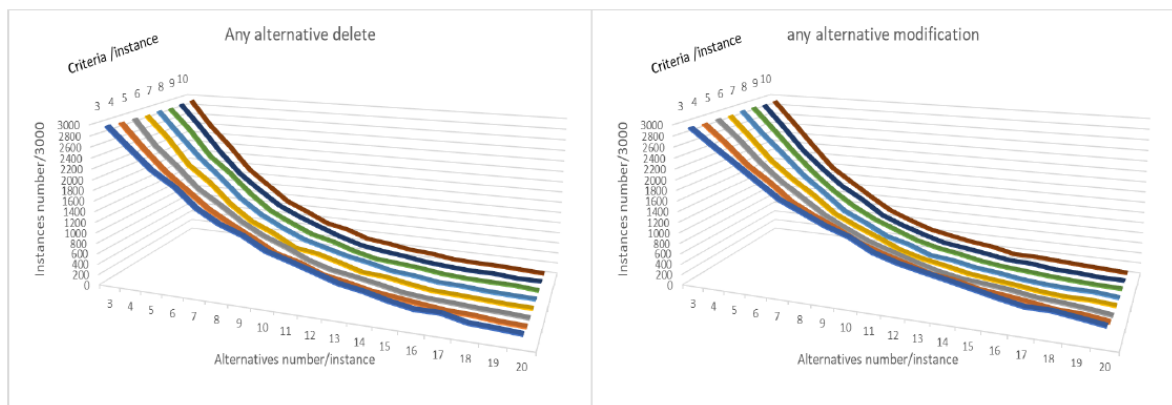 Any alternative delete
Criteria /instance
3 4 5 6 7 8 9 10
3000
2800
2600
2400
2200
2000
1800
1600
1400
1200
1000
800
600
400
200
0
Instances number/3000
3 4 5 6 7 8 9 10 11 12 13 14 15 16 17 18 19 20
Alternatives number/instance
any alternative modification
Criteria /instance
3 4 5 6 7 8 9 10
3000
2800
2600
2400
2200
2000
1800
1600
1400
1200
1000
800
600
400
200
0
Instances number/3000
3 4 5 6 7 8 9 10 11 12 13 14 15 16 17 18 19 20
Alternatives number/instance